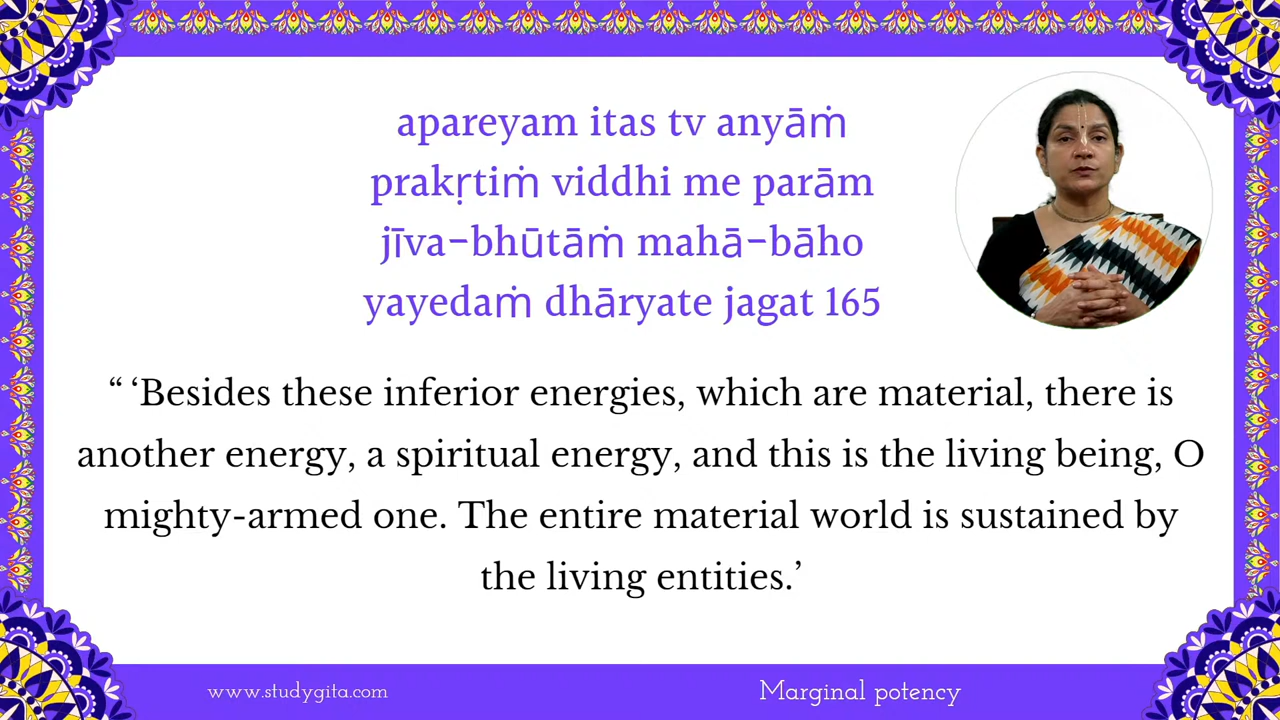 apareyam itas tv anyāṁ
prakṛtiṁ viddhi me parām
jīva-bhūtāṁ mahā-bāho
yayedaṁ dhāryate jagat 165
“ ‘Besides these inferior energies, which are material, there is
another energy, a spiritual energy, and this is the living being, O
mighty-armed one. The entire material world is sustained by
the living entities.’
www.studygita.com
Marginal potency